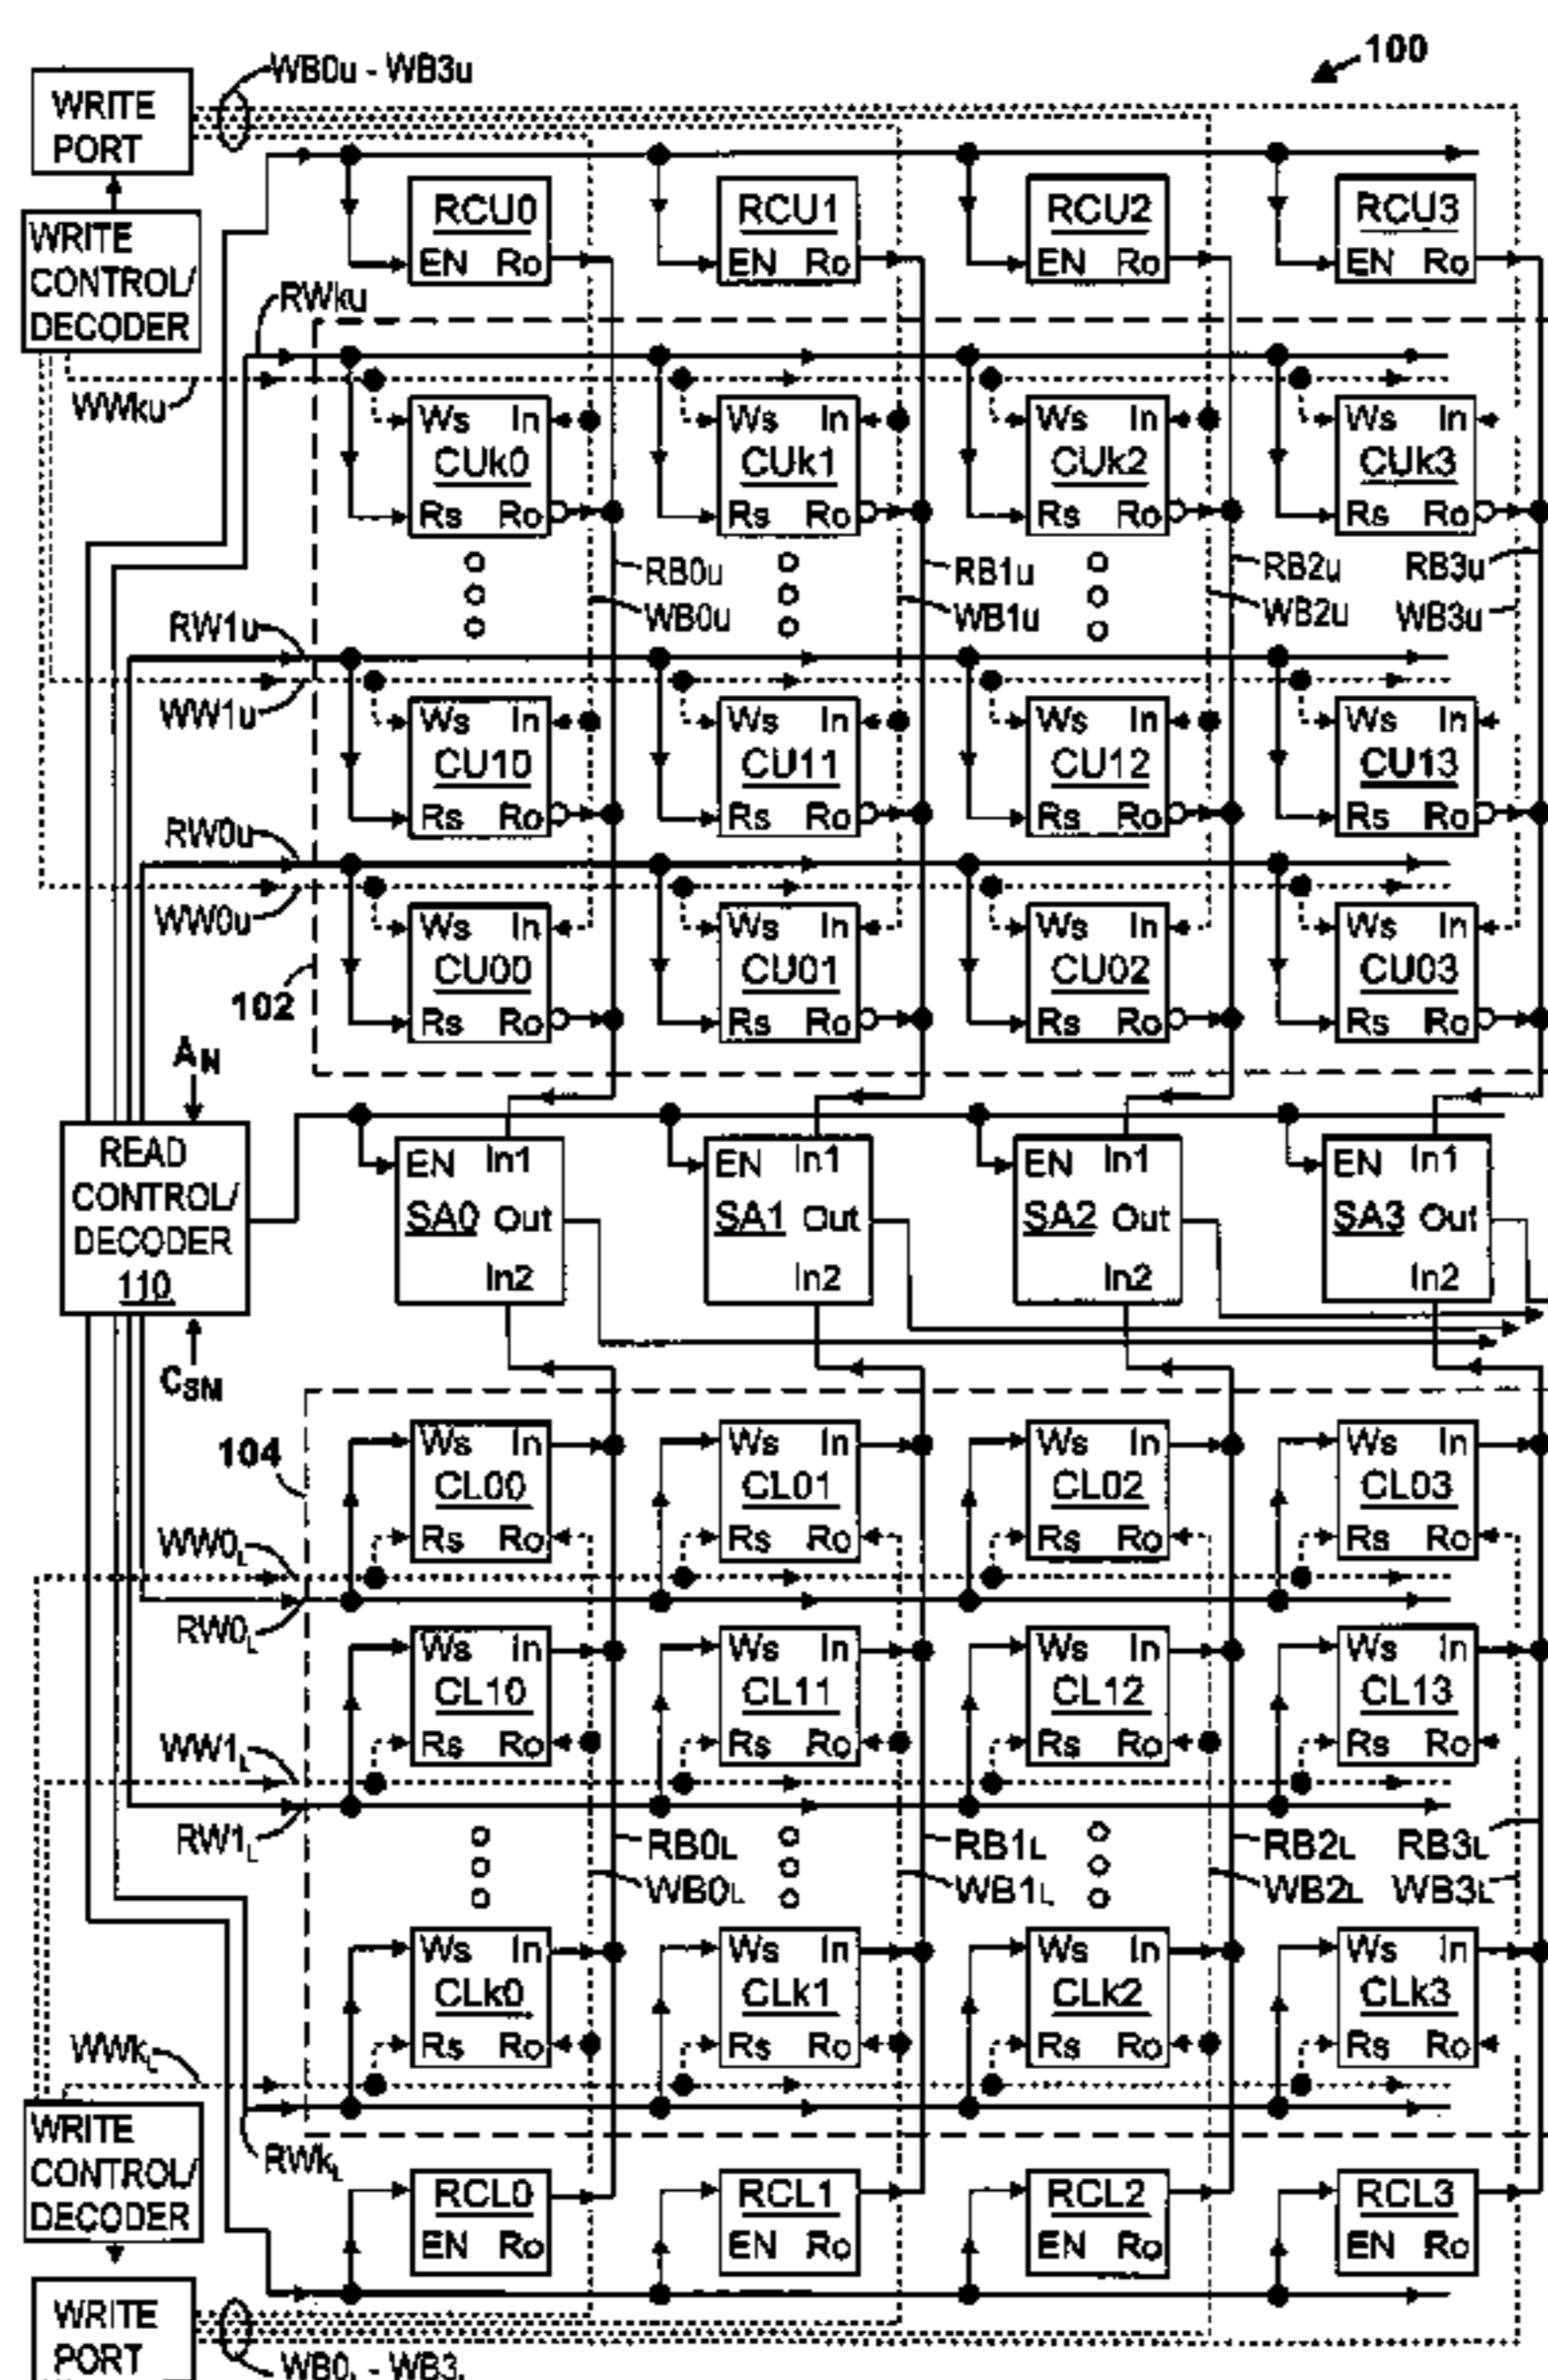 100
WB0u - WB3u
WRITE
PORT
WRITE
CONTROL/
DECODER
RCU0
EN Ro
RCU1
EN Ro
RCU2
EN Ro
RCU3
EN Ro
RWku
WWku
Ws In
CUk0
Rs Ro
Ws In
CUk1
Rs Ro
Ws In
CUk2
Rs Ro
Ws In
CUk3
Rs Ro
RB0u
WB0u
RB1u
WB1u
RB2u
WB2u
RB3u
WB3u
RW1u
WW1u
Ws In
CU10
Rs Ro
Ws In
CU11
Rs Ro
Ws In
CU12
Rs Ro
Ws In
CU13
Rs Ro
RW0u
WW0u
Ws In
CU00
Rs Ro
Ws In
CU01
Rs Ro
Ws In
CU02
Rs Ro
Ws In
CU03
Rs Ro
102
AN
READ
CONTROL/
DECODER
110
CSM
EN In1
SA0 Out
In2
EN In1
SA1 Out
In2
EN In1
SA2 Out
In2
EN In1
SA3 Out
In2
104
Ws In
CL00
Rs Ro
Ws In
CL01
Rs Ro
Ws In
CL02
Rs Ro
Ws In
CL03
Rs Ro
WW0L
RW0L
Ws In
CL10
Rs Ro
Ws In
CL11
Rs Ro
Ws In
CL12
Rs Ro
Ws In
CL13
Rs Ro
WW1L
RW1L
RB0L
WB0L
RB1L
WB1L
RB2L
WB2L
RB3L
WB3L
Ws In
CLk0
Rs Ro
Ws In
CLk1
Rs Ro
Ws In
CLk2
Rs Ro
Ws In
CLk3
Rs Ro
WWkL
RWkL
WRITE
CONTROL/
DECODER
RCL0
EN Ro
RCL1
EN Ro
RCL2
EN Ro
RCL3
EN Ro
WRITE
PORT
WB0L - WB3L